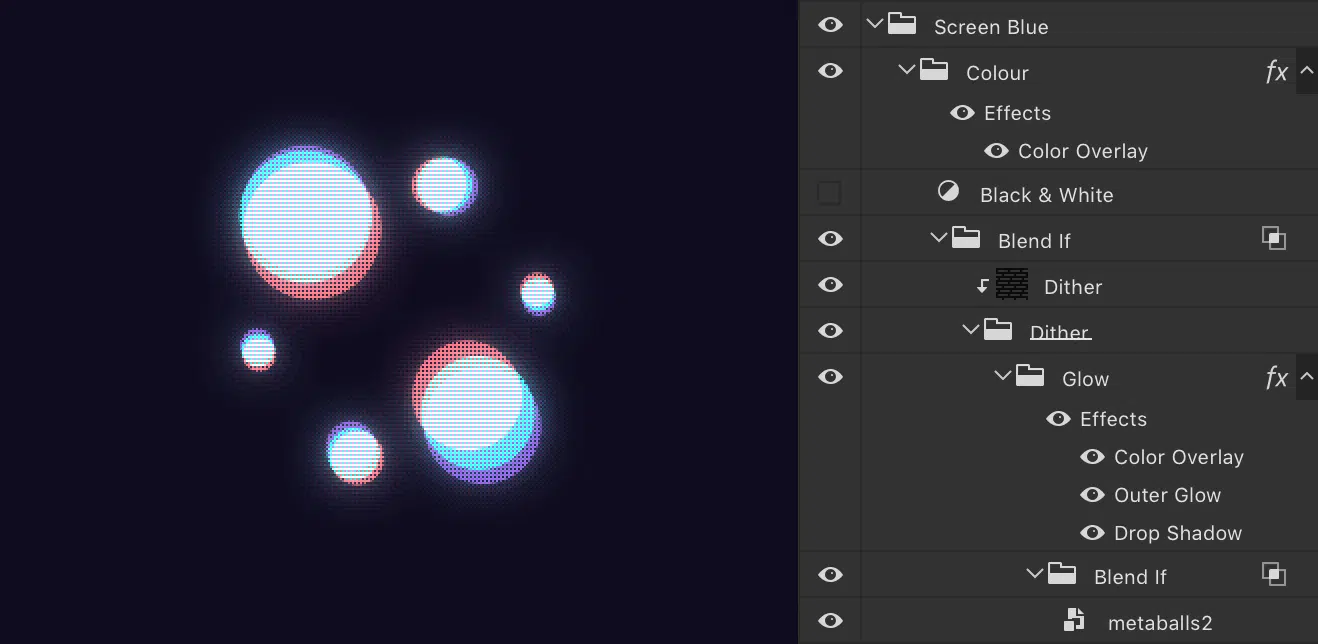 Screen Blue
Colour
fx
Effects
Color Overlay
Black & White
Blend If
Dither
Dither
Glow
fx
Effects
Color Overlay
Outer Glow
Drop Shadow
Blend If
metaballs2